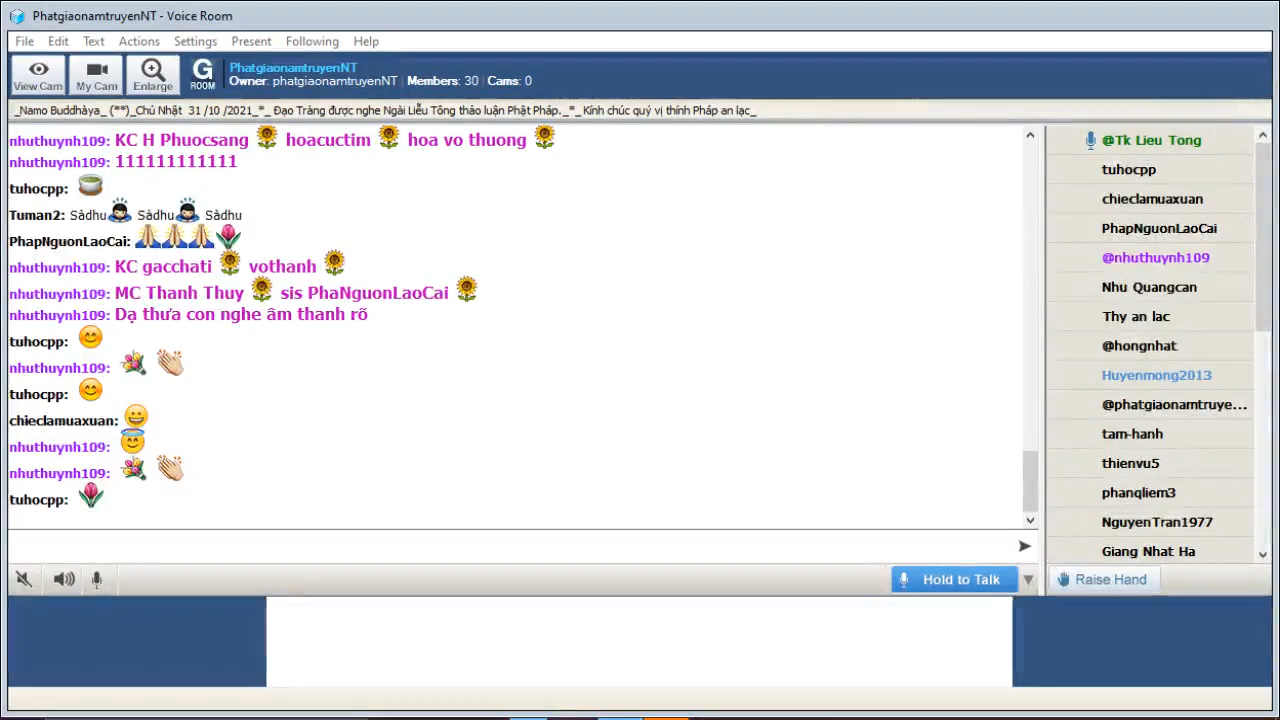 PhatgiaonamtruyenNT - Voice Room
File Edit Text Actions Settings Present Following Help
View Cam My Cam Enlarge G ROOM
PhatgiaonamtruyenNT
Owner: phatgiaonamtruyenNT Members: 30 Cams: 0
_Namo Buddhàya_ (**)_Chủ Nhật 31 /10 /2021_*_ Đạo Tràng được nghe Ngài Liễu Tông thảo luận Phật Pháp._*_ Kính chúc quý vị thính Pháp an lạc_
nhuthuynh109: KC H Phuocsang 🌻 hoacuctim 🌻 hoa vo thuong 🌻
nhuthuynh109: 111111111111
tuhocpp: 🍵
Tuman2: Sàdhu🙇 Sàdhu🙇 Sàdhu
PhapNguonLaoCai: 🙏🙏🙏🌷
nhuthuynh109: KC gacchati 🌻 vothanh 🌻
nhuthuynh109: MC Thanh Thuy 🌻 sis PhaNguonLaoCai 🌻
nhuthuynh109: Dạ thưa con nghe âm thanh rõ
tuhocpp: 😊
nhuthuynh109: 💐 👏
tuhocpp: 😊
chieclamuaxuan: 😀
nhuthuynh109: 😇
nhuthuynh109: 💐 👏
tuhocpp: 🌷
@Tk Lieu Tong
tuhocpp
chieclamuaxuan
PhapNguonLaoCai
@nhuthuynh109
Nhu Quangcan
Thy an lac
@hongnhat
Huyenmong2013
@phatgiaonamtruye...
tam-hanh
thienvu5
phanqliem3
NguyenTran1977
Giang Nhat Ha
Hold to Talk
Raise Hand